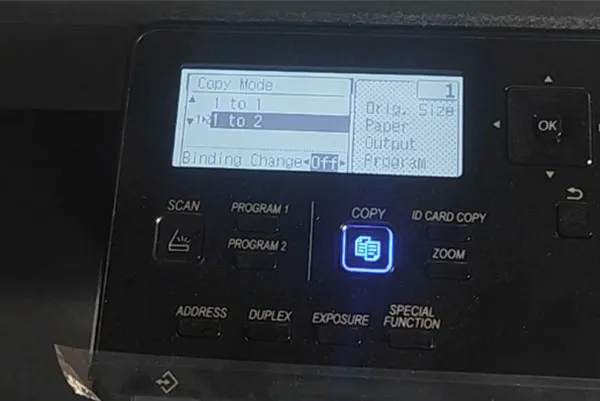 Copy Mode
1 to 1
1 to 2
Binding Change Off
1
Orig. Size
Paper
Output
Program
OK
SCAN
PROGRAM 1
PROGRAM 2
COPY
ID CARD COPY
ZOOM
ADDRESS
DUPLEX
EXPOSURE
SPECIAL
FUNCTION